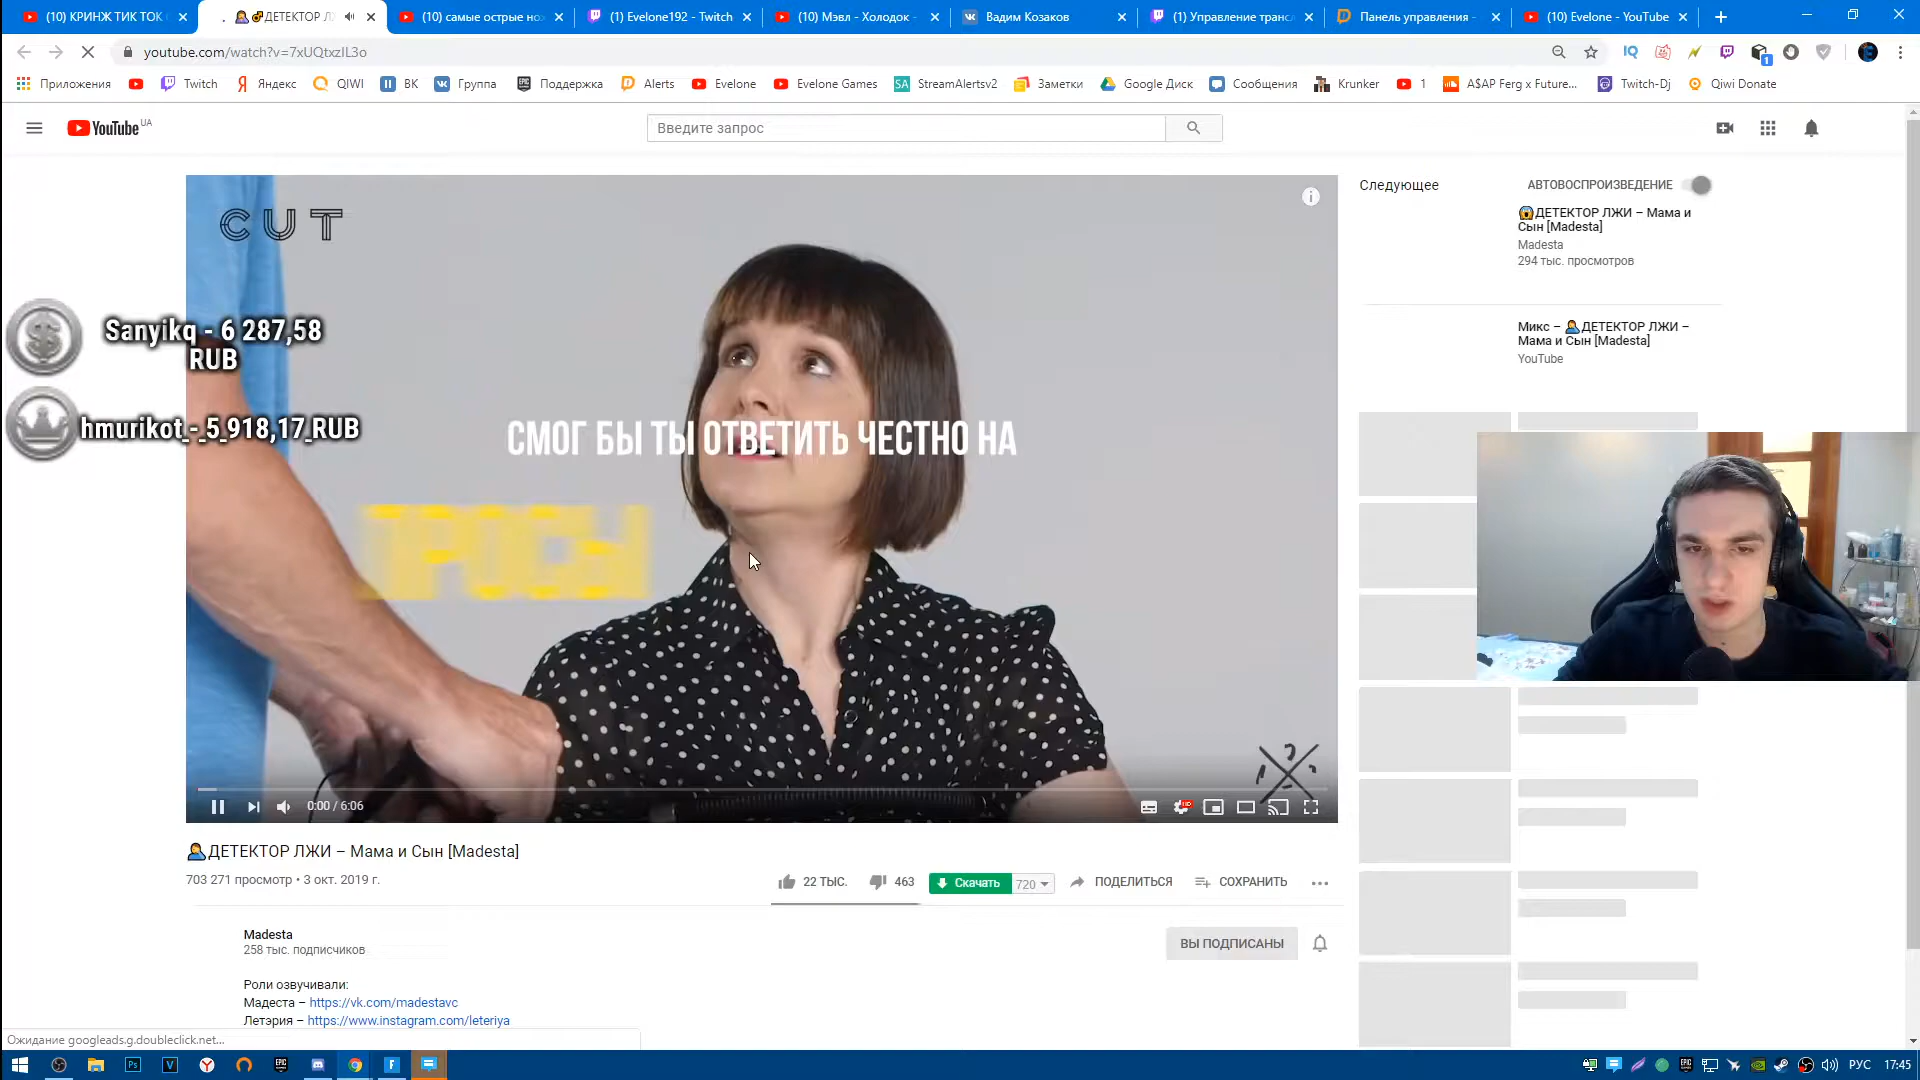 (10) КРИНЖ ТИК ТОК
ДЕТЕКТОР Л
(10) самые острые но
(1) Evelone192 - Twitch
(10) Мэвл - Холодок -
Вадим Козаков
(1) Управление трансл
Панель управления -
(10) Evelone - YouTube
youtube.com/watch?v=7xUQtxzIL3o
Приложения
Twitch
Яндекс
QIWI
ВК
Группа
Поддержка
Alerts
Evelone
Evelone Games
SA StreamAlertsv2
Заметки
Google Диск
Сообщения
Krunker
1
A$AP Ferg x Future...
Twitch-Dj
Qiwi Donate
YouTube UA
Введите запрос
CUT
Sanyikq - 6 287,58
RUB
hmurikot_- 5 918,17 RUB
СМОГ БЫ ТЫ ОТВЕТИТЬ ЧЕСТНО НА
0:00 / 6:06
Следующее
АВТОВОСПРОИЗВЕДЕНИЕ
ДЕТЕКТОР ЛЖИ – Мама и
Сын [Madesta]
Madesta
294 тыс. просмотров
Микс – ДЕТЕКТОР ЛЖИ –
Мама и Сын [Madesta]
YouTube
ДЕТЕКТОР ЛЖИ – Мама и Сын [Madesta]
703 271 просмотр • 3 окт. 2019 г.
22 ТЫС.
463
Скачать
720
ПОДЕЛИТЬСЯ
СОХРАНИТЬ
Madesta
258 тыс. подписчиков
ВЫ ПОДПИСАНЫ
Роли озвучивали:
Мадеста – https://vk.com/madestavc
Летэрия – https://www.instagram.com/leteriya
Ожидание googleads.g.doubleclick.net...
РУС
17:45